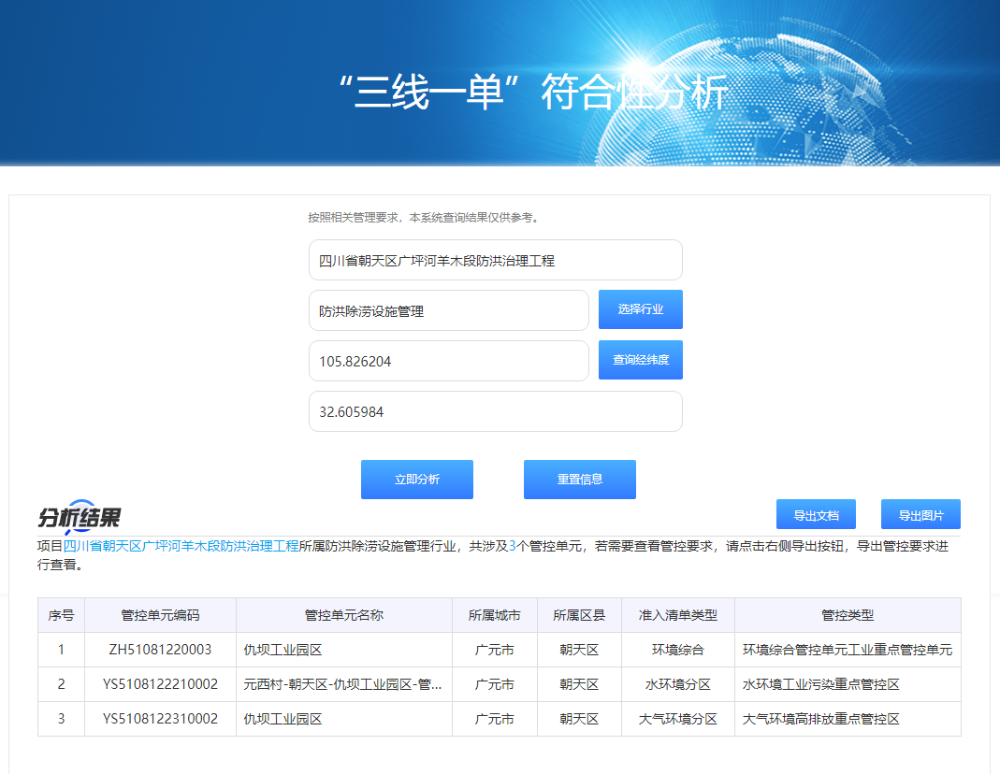 “三线一单”符合性分析
按照相关管理要求，本系统查询结果仅供参考。
四川省朝天区广坪河羊木段防洪治理工程
防洪除涝设施管理 选择行业
105.826204 查询经纬度
32.605984
立即分析 重置信息
分析结果 导出文档 导出图片
项目四川省朝天区广坪河羊木段防洪治理工程所属防洪除涝设施管理行业，共涉及3个管控单元，若需要查看管控要求，请点击右侧导出按钮，导出管控要求进
行查看。
序号 管控单元编码 管控单元名称 所属城市 所属区县 准入清单类型 管控类型
1 ZH51081220003 仇坝工业园区 广元市 朝天区 环境综合 环境综合管控单元工业重点管控单元
2 YS5108122210002 元西村-朝天区-仇坝工业园区-管... 广元市 朝天区 水环境分区 水环境工业污染重点管控区
3 YS5108122310002 仇坝工业园区 广元市 朝天区 大气环境分区 大气环境高排放重点管控区